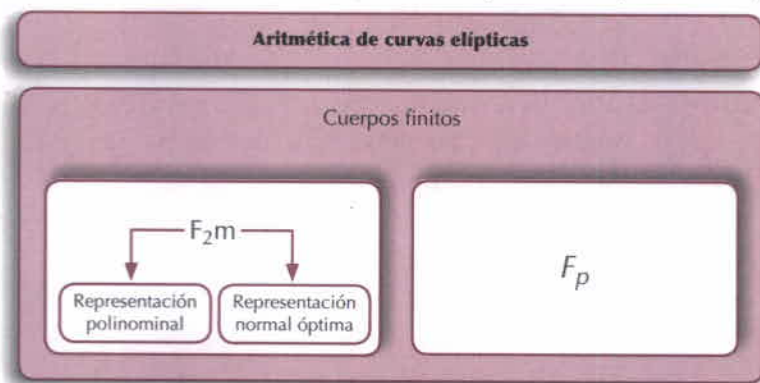 Aritmética de curvas elípticas
Cuerpos finitos
F₂m
Representación
polinominal
Representación
normal óptima
Fₚ